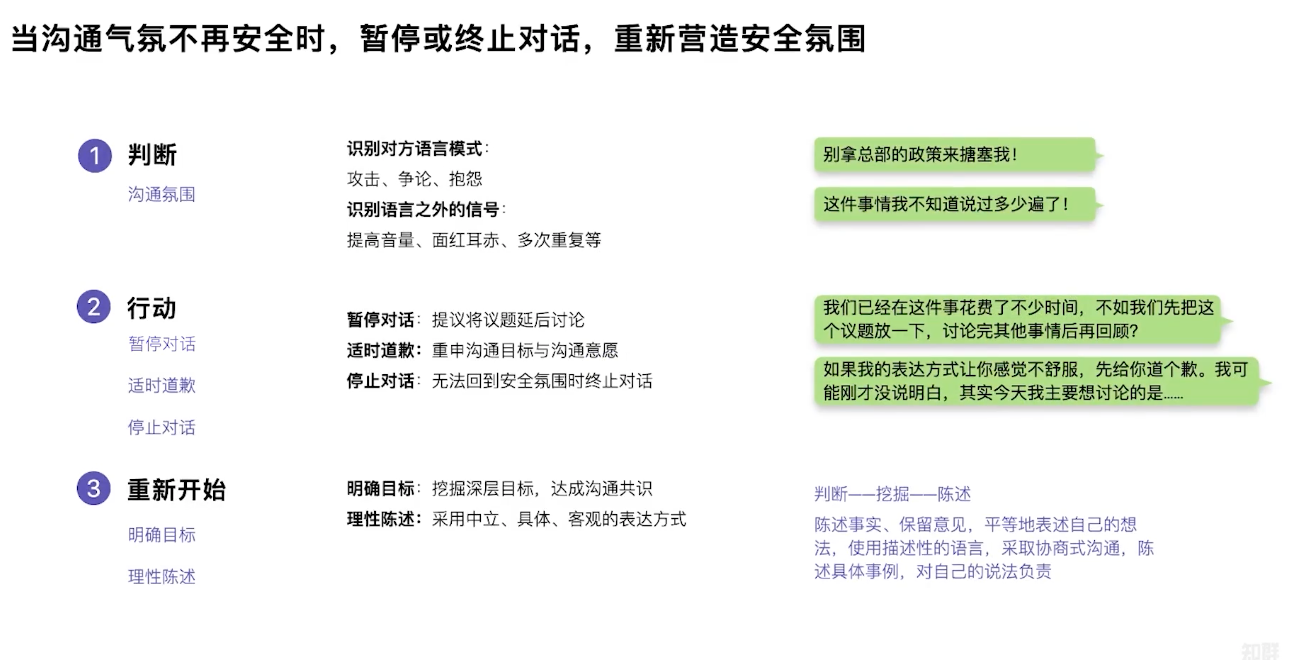 当沟通气氛不再安全时，暂停或终止对话，重新营造安全氛围
1 判断
沟通氛围
识别对方语言模式：
攻击、争论、抱怨
识别语言之外的信号：
提高音量、面红耳赤、多次重复等
别拿总部的政策来搪塞我！
这件事情我不知道说过多少遍了！
2 行动
暂停对话
适时道歉
停止对话
暂停对话：提议将议题延后讨论
适时道歉：重申沟通目标与沟通意愿
停止对话：无法回到安全氛围时终止对话
我们已经在这件事花费了不少时间，不如我们先把这
个议题放一下，讨论完其他事情后再回顾？
如果我的表达方式让你感觉不舒服，先给你道个歉。我可
能刚才没说明白，其实今天我主要想讨论的是……
3 重新开始
明确目标
理性陈述
明确目标：挖掘深层目标，达成沟通共识
理性陈述：采用中立、具体、客观的表达方式
判断——挖掘——陈述
陈述事实、保留意见，平等地表述自己的想
法，使用描述性的语言，采取协商式沟通，陈
述具体事例，对自己的说法负责
知群